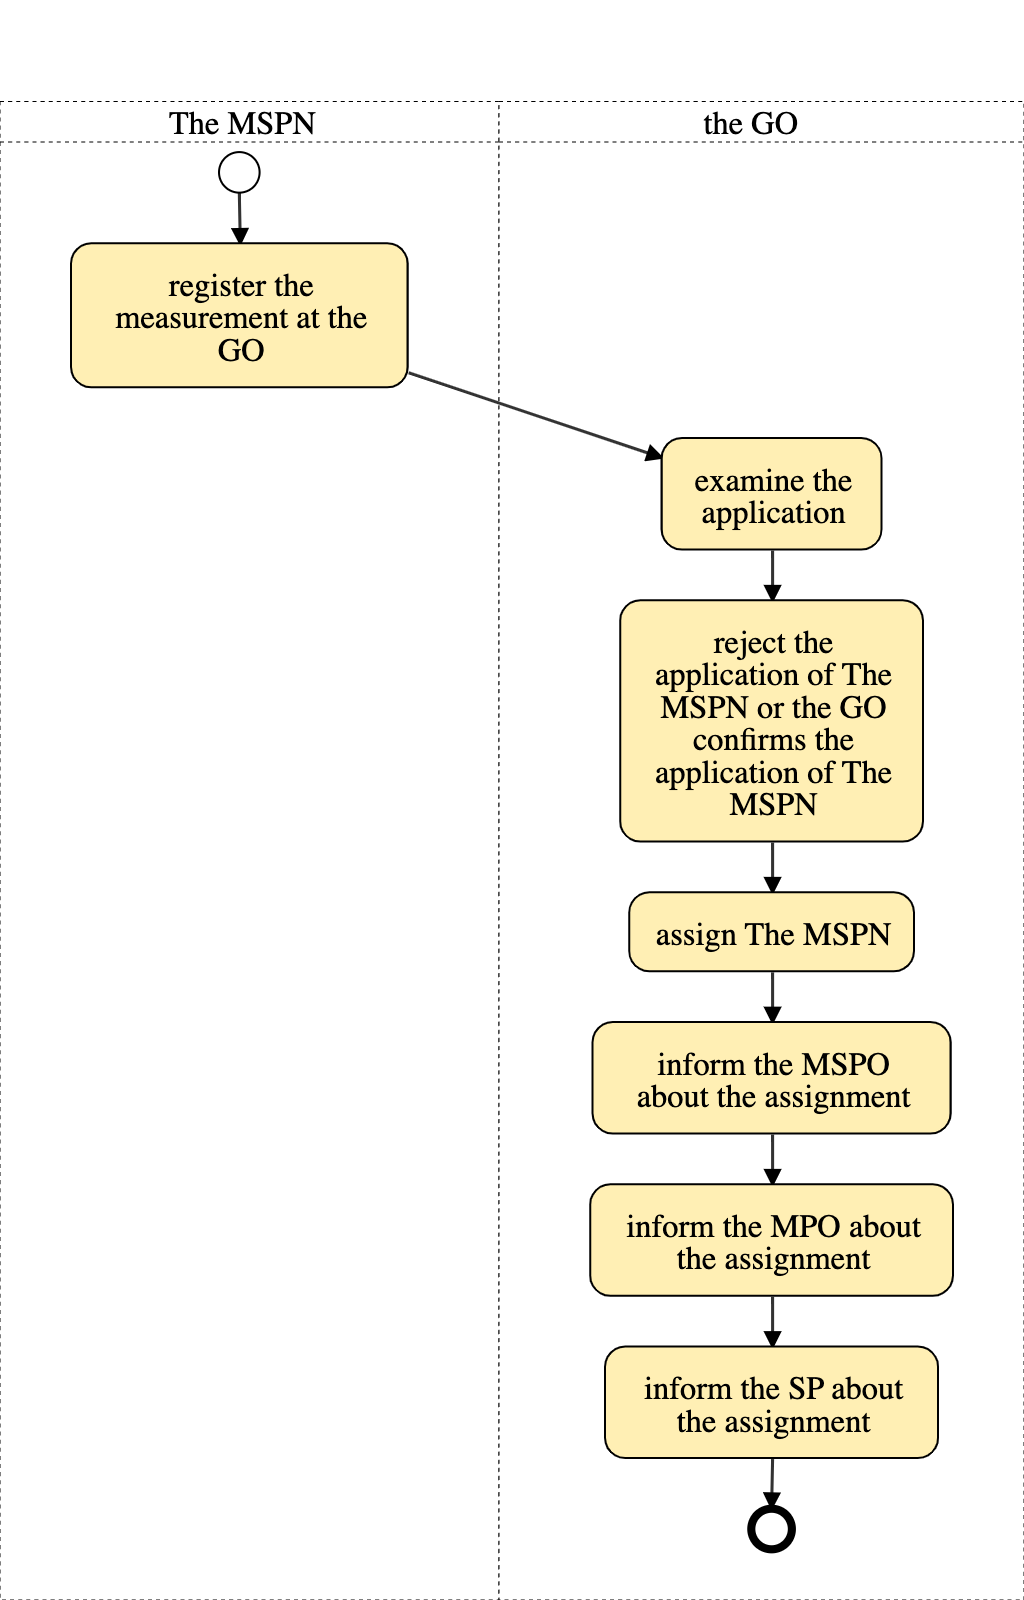 The MSPN
the GO
register the
measurement at the
GO
examine the
application
reject the
application of The
MSPN or the GO
confirms the
application of The
MSPN
assign The MSPN
inform the MSPO
about the assignment
inform the MPO about
the assignment
inform the SP about
the assignment